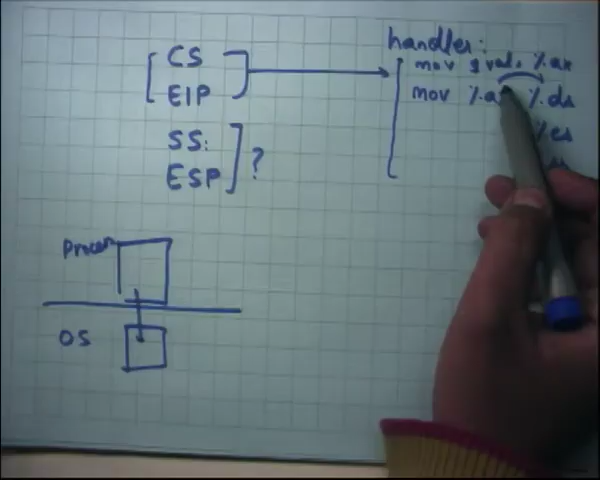 handler:
CS
mov $val, %ax
EIP
mov %ax %ds
SS:
%es
ESP
?
Process
OS